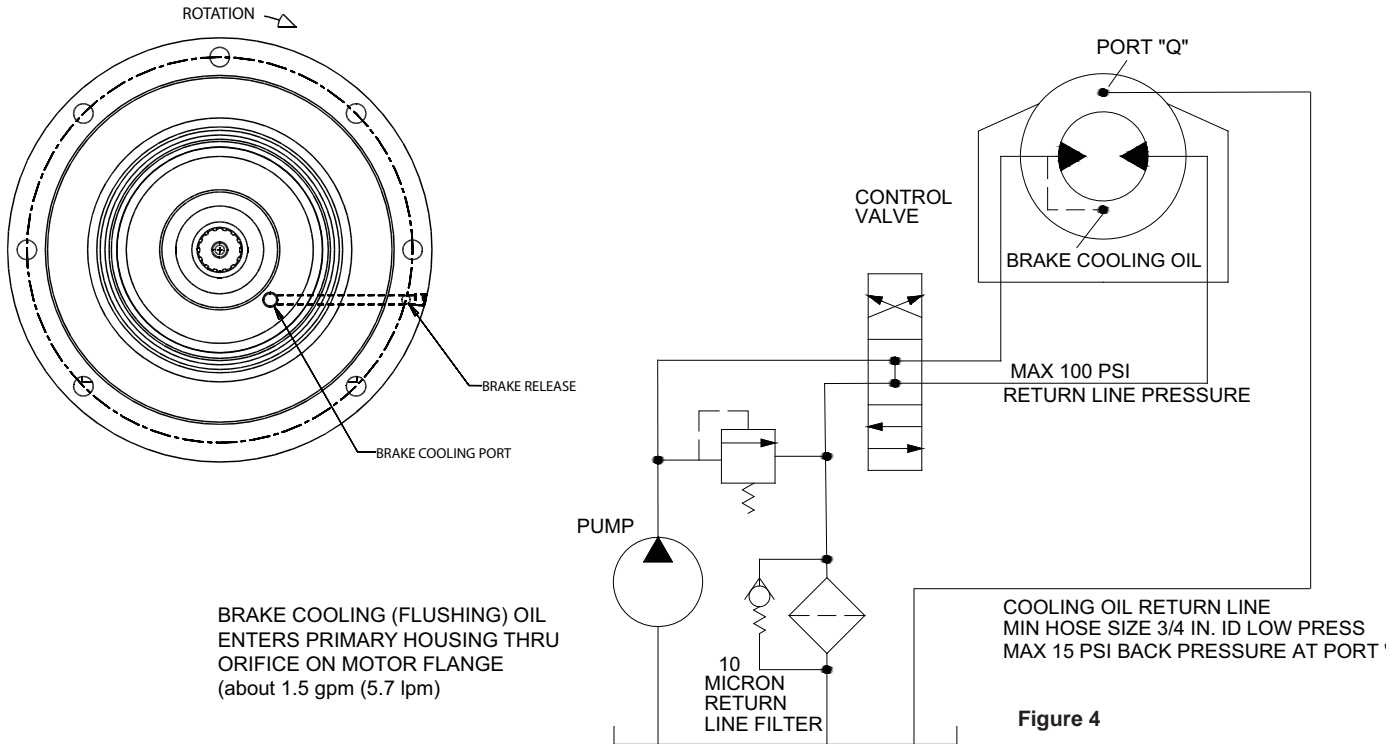 ROTATION
BRAKE RELEASE
BRAKE COOLING PORT
BRAKE COOLING (FLUSHING) OIL
ENTERS PRIMARY HOUSING THRU
ORIFICE ON MOTOR FLANGE
(about 1.5 gpm (5.7 lpm)
PORT "Q"
CONTROL
VALVE
BRAKE COOLING OIL
MAX 100 PSI
RETURN LINE PRESSURE
PUMP
10
MICRON
RETURN
LINE FILTER
COOLING OIL RETURN LINE
MIN HOSE SIZE 3/4 IN. ID LOW PRESS
MAX 15 PSI BACK PRESSURE AT PORT "
Figure 4